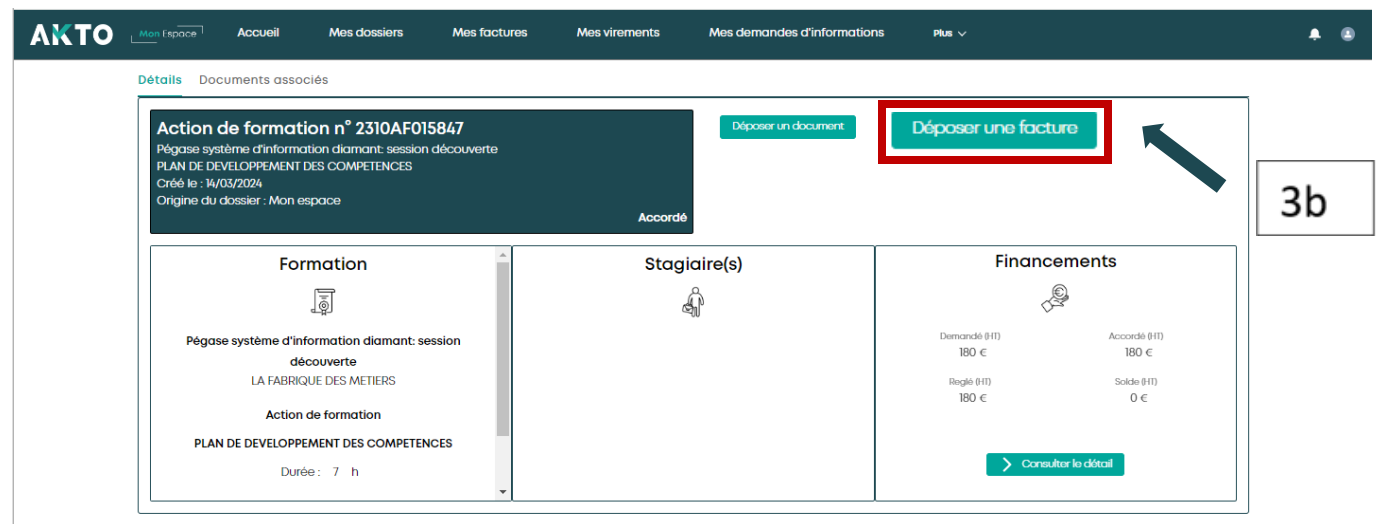 AKTO Mon Espace Accueil Mes dossiers Mes factures Mes virements Mes demandes d'informations Plus
Détails Documents associés
Action de formation n° 2310AF015847
Pégase système d'information diamant: session découverte
PLAN DE DEVELOPPEMENT DES COMPETENCES
Créé le : 14/03/2024
Origine du dossier : Mon espace
Accordé
Déposer un document
Déposer une facture
3b
Formation
Pégase système d'information diamant: session
découverte
LA FABRIQUE DES METIERS
Action de formation
PLAN DE DEVELOPPEMENT DES COMPETENCES
Durée : 7 h
Stagiaire(s)
Financements
Demandé (HT) Accordé (HT)
180 € 180 €
Reglé (HT) Solde (HT)
180 € 0 €
Consulter le détail